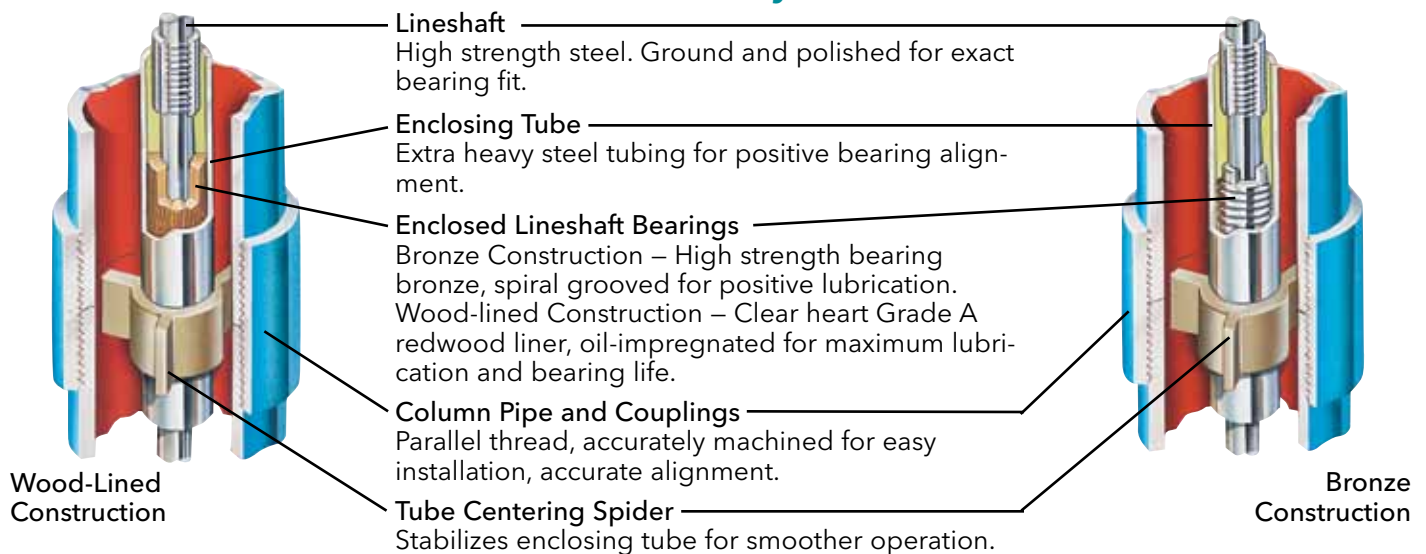 Lineshaft
High strength steel. Ground and polished for exact
bearing fit.
Enclosing Tube
Extra heavy steel tubing for positive bearing align-
ment.
Enclosed Lineshaft Bearings
Bronze Construction – High strength bearing
bronze, spiral grooved for positive lubrication.
Wood-lined Construction – Clear heart Grade A
redwood liner, oil-impregnated for maximum lubri-
cation and bearing life.
Column Pipe and Couplings
Parallel thread, accurately machined for easy
installation, accurate alignment.
Tube Centering Spider
Stabilizes enclosing tube for smoother operation.
Wood-Lined
Construction
Bronze
Construction